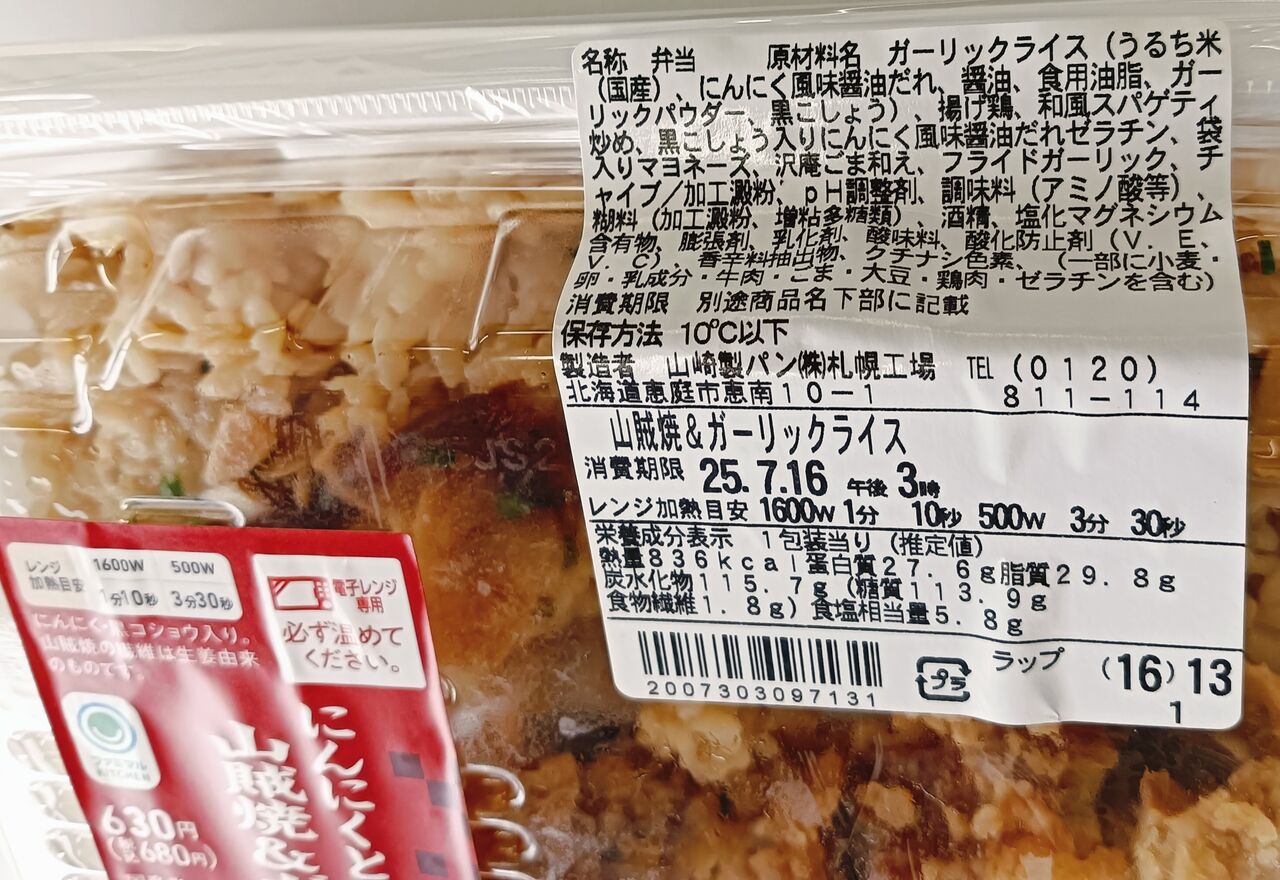 名称 弁当 原材料名 ガーリックライス（うるち米
（国産）、にんにく風味醤油だれ、醤油、食用油脂、ガー
リックパウダー、黒こしょう）、揚げ鶏、和風スパゲティ
炒め、黒こしょう入りにんにく風味醤油だれゼラチン、袋
入りマヨネーズ、沢庵ごま和え、フライドガーリック、チ
ャイブ／加工澱粉、ｐＨ調整剤、調味料（アミノ酸等）、
糊料（加工澱粉、増粘多糖類）、酒精、塩化マグネシウム
含有物、膨張剤、乳化剤、酸味料、酸化防止剤（Ｖ．Ｅ、
Ｖ．Ｃ）、香辛料抽出物、クチナシ色素、（一部に小麦・
卵・乳成分・牛肉・ごま・大豆・鶏肉・ゼラチンを含む）
消費期限 別途商品名下部に記載
保存方法 10℃以下
製造者 山崎製パン㈱札幌工場 TEL（0120）
北海道恵庭市恵南１０－１ 811－114
山賊焼＆ガーリックライス
消費期限 25.7.16 午後 3時
レンジ加熱目安 1600W 1分 10秒 500W 3分 30秒
栄養成分表示 １包装当り（推定値）
熱量836kcal蛋白質27.6g脂質29.8g
炭水化物115.7g（糖質113.9g
食物繊維1.8g）食塩相当量5.8g
2007303097131
プラ
ラップ
(16) 13
1
JS2
レンジ加熱目安 1600W 500W
1分10秒 3分30秒
電子レンジ専用
必ず温めて
ください。
にんにく・黒コショウ入り。
山賊焼の繊維は生姜由来
のものです。
ファミマル
KITCHEN
にんにくと
山賊焼&
630円
(税込680円)